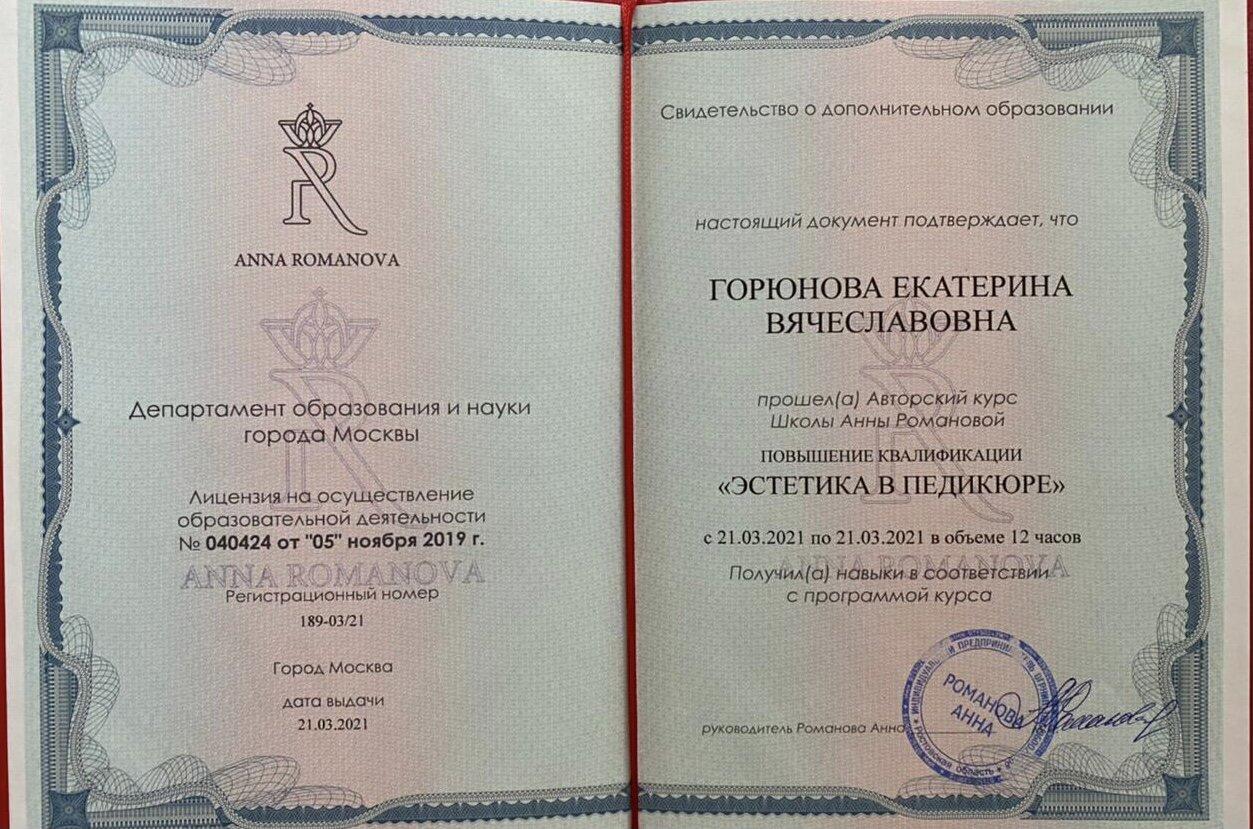 ANNA ROMANOVA
Департамент образования и науки
города Москвы
Лицензия на осуществление
образовательной деятельности
№ 040424 от "05" ноября 2019 г.
ANNA ROMANOVA
Регистрационный номер
189-03/21
Город Москва
дата выдачи
21.03.2021
Свидетельство о дополнительном образовании
настоящий документ подтверждает, что
ГОРЮНОВА ЕКАТЕРИНА
ВЯЧЕСЛАВОВНА
прошел(а) Авторский курс
Школы Анны Романовой
ПОВЫШЕНИЕ КВАЛИФИКАЦИИ
«ЭСТЕТИКА В ПЕДИКЮРЕ»
с 21.03.2021 по 21.03.2021 в объеме 12 часов
ANNA ROMANOVA
Получил(а) навыки в соответствии
с программой курса
руководитель Романова Анна
РОМАНОВА
АННА
Ростовская область